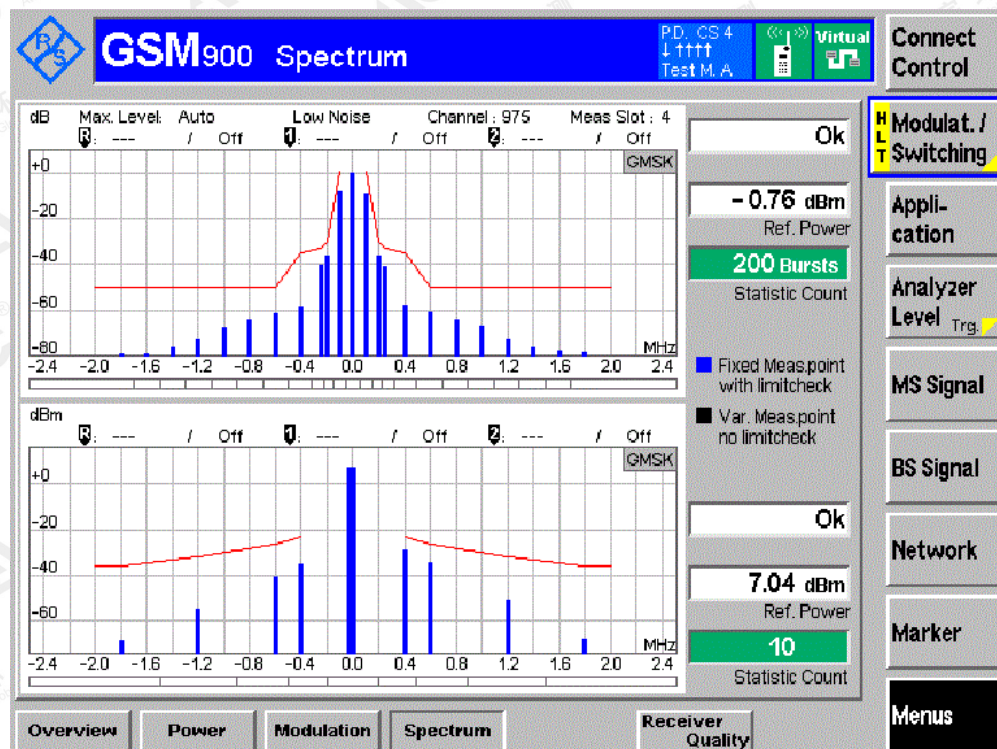 R&S
GSM900 Spectrum
P.D. CS 4
↓ ↑↑↑↑
Test M. A
Virtual
Connect Control
dB Max. Level: Auto Low Noise Channel : 975 Meas Slot : 4
R: --- / Off 1: --- / Off 2: --- / Off
GMSK
+0
-20
-40
-60
-80
MHz
-2.4 -2.0 -1.6 -1.2 -0.8 -0.4 0.0 0.4 0.8 1.2 1.6 2.0 2.4
Ok
-0.76 dBm
Ref. Power
200 Bursts
Statistic Count
Fixed Meas.point
with limitcheck
Var. Meas.point
no limitcheck
dBm
R: --- / Off 1: --- / Off 2: --- / Off
GMSK
+0
-20
-40
-60
MHz
-2.4 -2.0 -1.6 -1.2 -0.8 -0.4 0.0 0.4 0.8 1.2 1.6 2.0 2.4
Ok
7.04 dBm
Ref. Power
10
Statistic Count
HLT
Modulat. /
Switching
Appli-
cation
Analyzer
Level Trg.
MS Signal
BS Signal
Network
Marker
Menus
Overview
Power
Modulation
Spectrum
Receiver
Quality